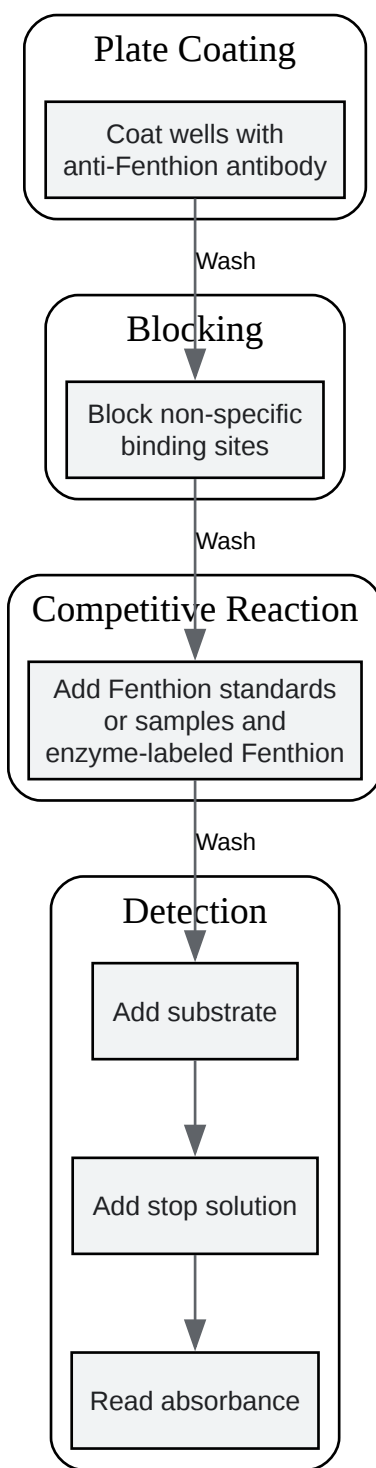 Plate Coating
Coat wells with
anti-Fenthion antibody
Wash
Blocking
Block non-specific
binding sites
Wash
Competitive Reaction
Add Fenthion standards
or samples and
enzyme-labeled Fenthion
Wash
Detection
Add substrate
Add stop solution
Read absorbance